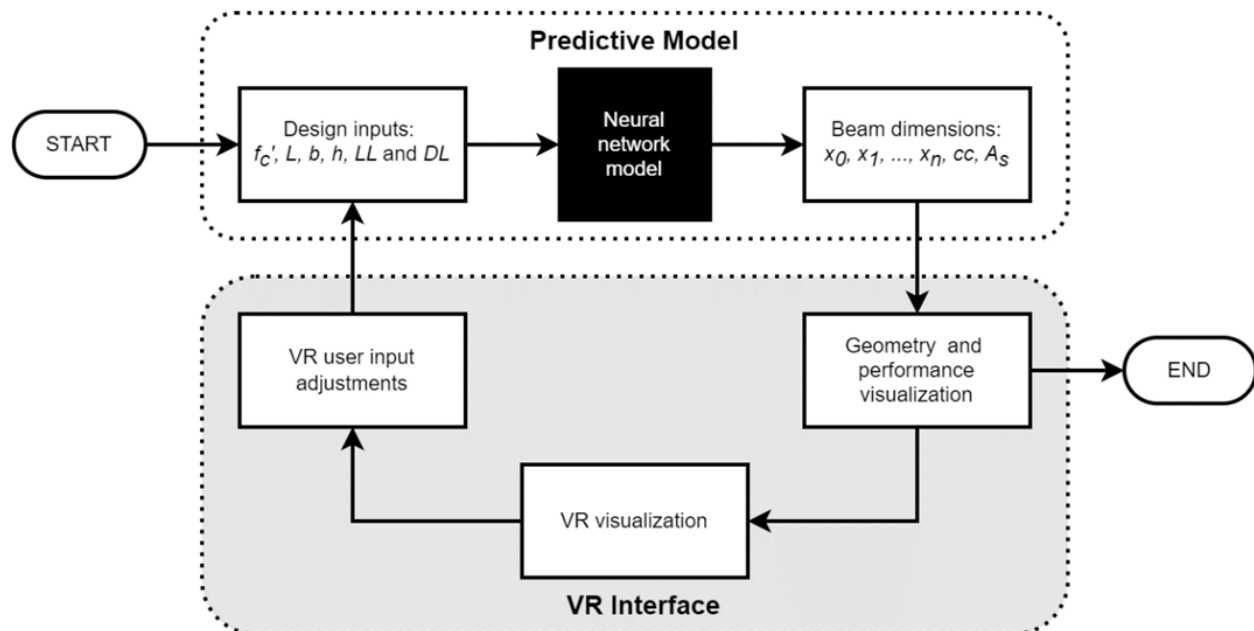 Predictive Model
START
Design inputs:
f_c', L, b, h, LL and DL
Neural
network
model
Beam dimensions:
x_0, x_1, ..., x_n, cc, A_s
VR user input
adjustments
Geometry and
performance
visualization
END
VR visualization
VR Interface